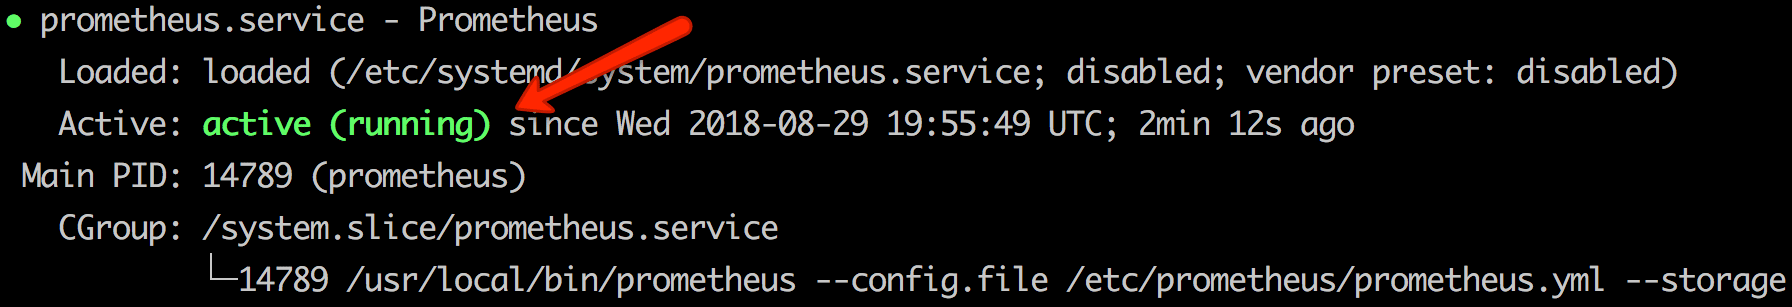 ● prometheus.service - Prometheus
Loaded: loaded (/etc/systemd/system/prometheus.service; disabled; vendor preset: disabled)
Active: active (running) since Wed 2018-08-29 19:55:49 UTC; 2min 12s ago
Main PID: 14789 (prometheus)
CGroup: /system.slice/prometheus.service
└─14789 /usr/local/bin/prometheus --config.file /etc/prometheus/prometheus.yml --storage